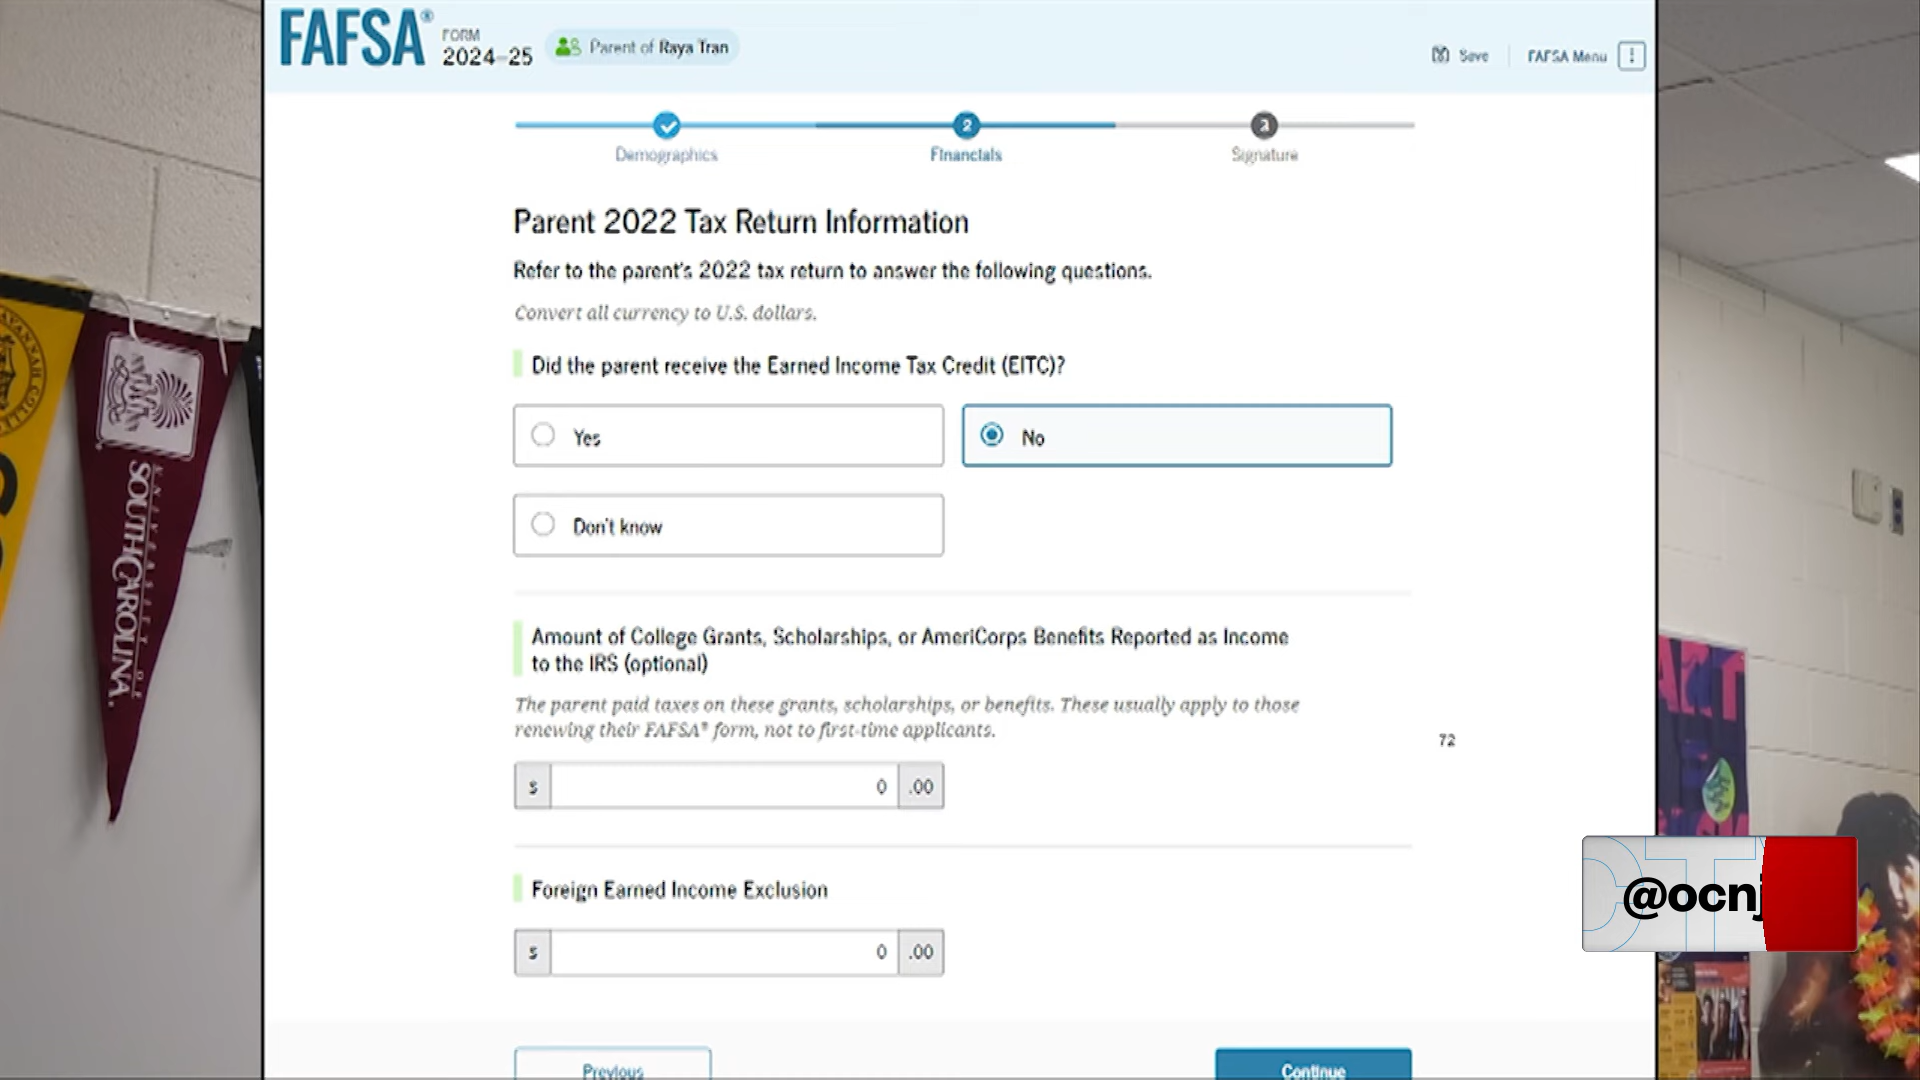 FAFSA®
FORM
2024–25
Parent of Raya Tran
Save
FAFSA Menu
2
3
Demographics
Financials
Signature
Parent 2022 Tax Return Information
Refer to the parent's 2022 tax return to answer the following questions.
Convert all currency to U.S. dollars.
Did the parent receive the Earned Income Tax Credit (EITC)?
Yes
No
Don't know
Amount of College Grants, Scholarships, or AmeriCorps Benefits Reported as Income
to the IRS (optional)
The parent paid taxes on these grants, scholarships, or benefits. These usually apply to those
renewing their FAFSA® form, not to first-time applicants.
72
$ 0 .00
Foreign Earned Income Exclusion
$ 0 .00
Previous
Continue
UNIVERSITY OF
SOUTH CAROLINA
@ocnj